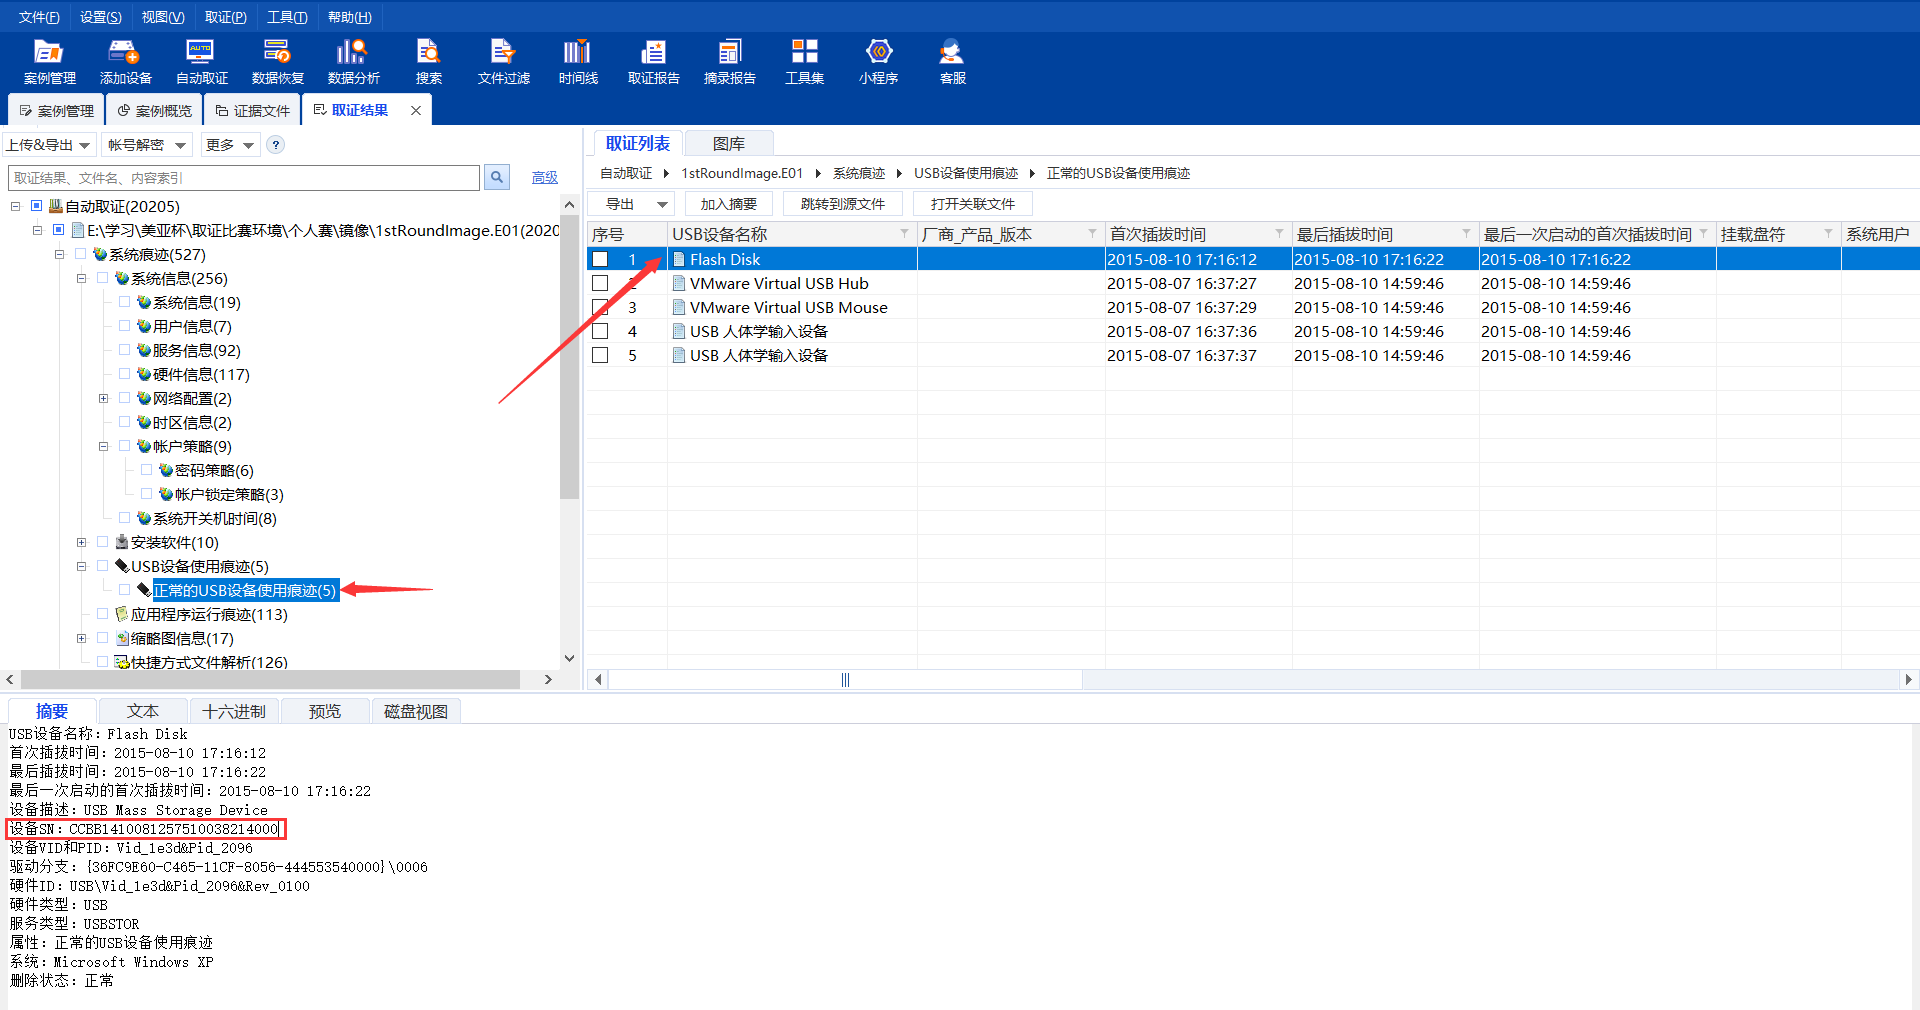 文件(F) 设置(S) 视图(V) 取证(P) 工具(T) 帮助(H)
案例管理 添加设备 自动取证 数据恢复 数据分析 搜索 文件过滤 时间线 取证报告 摘录报告 工具集 小程序 客服
AUTO
案例管理 案例概览 证据文件 取证结果
上传&导出 帐号解密 更多 ?
取证结果、文件名、内容索引 高级
自动取证(20205)
E:\学习\美亚杯\取证比赛环境\个人赛\镜像\1stRoundImage.E01(2020
系统痕迹(527)
系统信息(256)
系统信息(19)
用户信息(7)
服务信息(92)
硬件信息(117)
网络配置(2)
时区信息(2)
帐户策略(9)
密码策略(6)
帐户锁定策略(3)
系统开关机时间(8)
安装软件(10)
USB设备使用痕迹(5)
正常的USB设备使用痕迹(5)
应用程序运行痕迹(113)
缩略图信息(17)
快捷方式文件解析(126)
取证列表 图库
自动取证 1stRoundImage.E01 系统痕迹 USB设备使用痕迹 正常的USB设备使用痕迹
导出 加入摘要 跳转到源文件 打开关联文件
序号 USB设备名称 厂商_产品_版本 首次插拔时间 最后插拔时间 最后一次启动的首次插拔时间 挂载盘符 系统用户
1 Flash Disk 2015-08-10 17:16:12 2015-08-10 17:16:22 2015-08-10 17:16:22
2 VMware Virtual USB Hub 2015-08-07 16:37:27 2015-08-10 14:59:46 2015-08-10 14:59:46
3 VMware Virtual USB Mouse 2015-08-07 16:37:29 2015-08-10 14:59:46 2015-08-10 14:59:46
4 USB 人体学输入设备 2015-08-07 16:37:36 2015-08-10 14:59:46 2015-08-10 14:59:46
5 USB 人体学输入设备 2015-08-07 16:37:37 2015-08-10 14:59:46 2015-08-10 14:59:46
摘要 文本 十六进制 预览 磁盘视图
USB设备名称：Flash Disk
首次插拔时间：2015-08-10 17:16:12
最后插拔时间：2015-08-10 17:16:22
最后一次启动的首次插拔时间：2015-08-10 17:16:22
设备描述：USB Mass Storage Device
设备SN：CCBB1410081257510038214000
设备VID和PID：Vid_1e3d&Pid_2096
驱动分支：{36FC9E60-C465-11CF-8056-444553540000}\0006
硬件ID：USB\Vid_1e3d&Pid_2096&Rev_0100
硬件类型：USB
服务类型：USBSTOR
属性：正常的USB设备使用痕迹
系统：Microsoft Windows XP
删除状态：正常